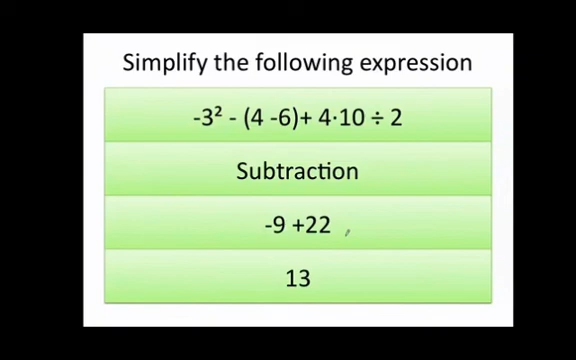 Simplify the following expression
-3² - (4 -6)+ 4·10 ÷ 2
Subtraction
-9 +22
13